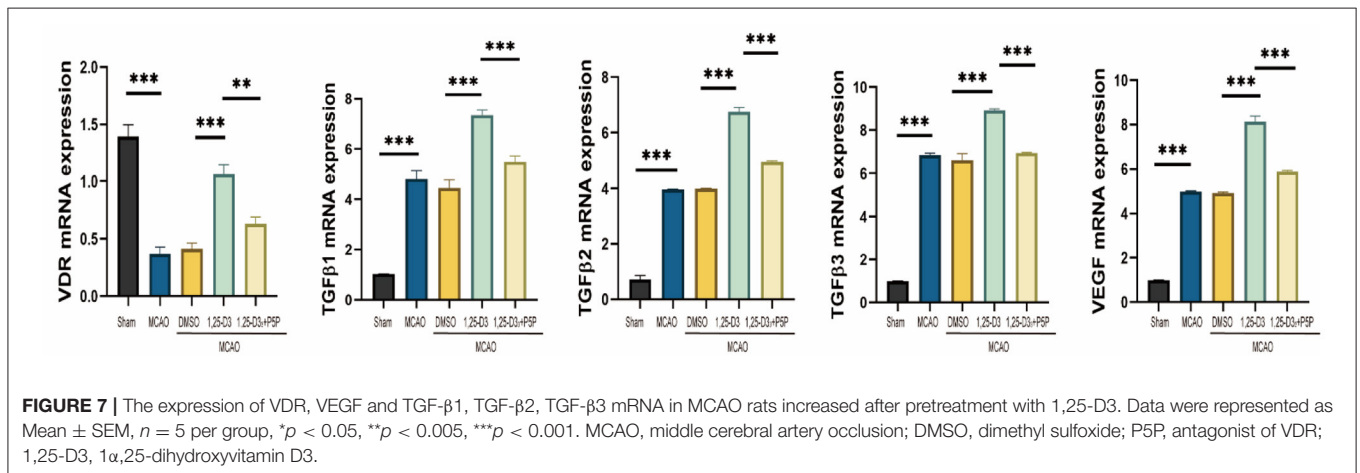 *** *** **
VDR mRNA expression
2.0
1.5
1.0
0.5
0.0
Sham MCAO DMSO 1,25-D3 1,25-D3+P5P
MCAO
*** *** ***
TGFβ1 mRNA expression
8
6
4
2
0
Sham MCAO DMSO 1,25-D3 1,25-D3+P5P
MCAO
*** *** ***
TGFβ2 mRNA expression
8
6
4
2
0
Sham MCAO DMSO 1,25-D3 1,25-D3+P5P
MCAO
*** *** ***
TGFβ3 mRNA expression
10
8
6
4
2
0
Sham MCAO DMSO 1,25-D3 1,25-D3+P5P
MCAO
*** *** ***
VEGF mRNA expression
10
8
6
4
2
0
Sham MCAO DMSO 1,25-D3 1,25-D3+P5P
MCAO
FIGURE 7 | The expression of VDR, VEGF and TGF-β1, TGF-β2, TGF-β3 mRNA in MCAO rats increased after pretreatment with 1,25-D3. Data were represented as
Mean ± SEM, n = 5 per group, *p < 0.05, **p < 0.005, ***p < 0.001. MCAO, middle cerebral artery occlusion; DMSO, dimethyl sulfoxide; P5P, antagonist of VDR;
1,25-D3, 1α,25-dihydroxyvitamin D3.